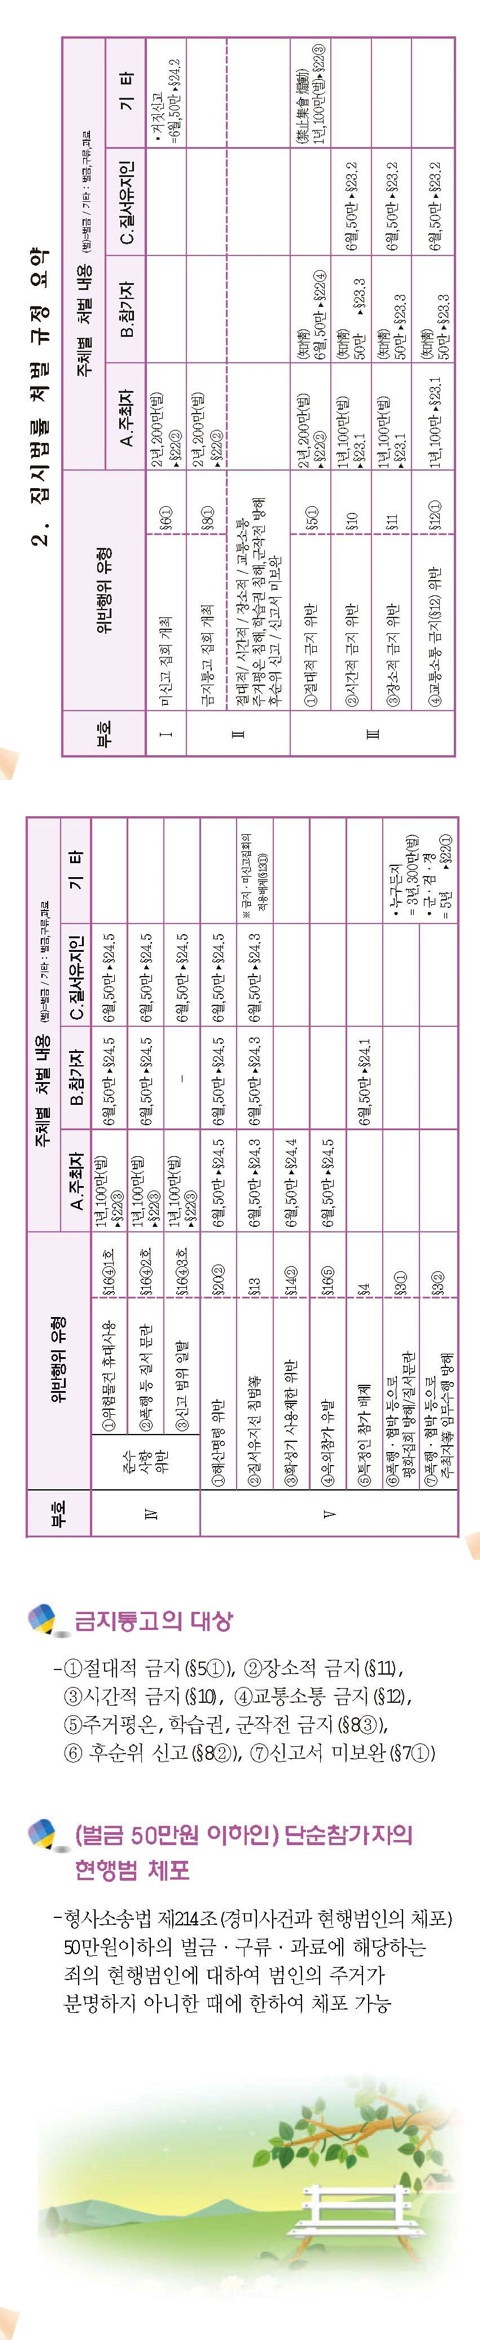 2. 집시법률 처벌 규정 요약
부호
위반행위 유형
주체별 처벌 내용 (벌)=벌금 / 기타 : 벌금,구류,과료
A.주최자
B.참가자
C.질서유지인
기 타
Ⅰ
미신고 집회 개최
§6①
2년,200만(벌)
▸§22②
• 거짓신고
=6월,50만▸§24.2
Ⅱ
금지통고 집회 개최
§8①
2년,200만(벌)
▸§22②
절대적/ 시간적 / 장소적 / 교통소통
주거평온 침해,학습권 침해,군작전 방해
후순위 신고 / 신고서 미보완
Ⅲ
①절대적 금지 위반
§5①
2년,200만(벌)
▸§22②
(知情)
6월,50만▸§22④
(禁止集會 煽動)
1년,100만(벌)▸§22③
②시간적 금지 위반
§10
1년,100만(벌)
▸§23.1
(知情)
50만 ▸§23.3
6월,50만▸§23.2
③장소적 금지 위반
§11
1년,100만(벌)
▸§23.1
(知情)
50만▸§23.3
6월,50만▸§23.2
④교통소통 금지(§12) 위반
§12①
1년,100만▸§23.1
(知情)
50만▸§23.3
6월,50만▸§23.2
부호
위반행위 유형
주체별 처벌 내용 (벌)=벌금 / 기타 : 벌금,구류,과료
A.주최자
B.참가자
C.질서유지인
기 타
Ⅳ
준수
사항
위반
①위험물건 휴대사용
§16④1호
1년,100만(벌)
▸§22③
6월,50만▸§24.5
6월,50만▸§24.5
②폭행 등 질서 문란
§16④2호
1년,100만(벌)
▸§22③
6월,50만▸§24.5
6월,50만▸§24.5
③신고 범위 일탈
§16④3호
1년,100만(벌)
▸§22③
–
6월,50만▸§24.5
Ⅴ
①해산명령 위반
§20②
6월,50만▸§24.5
6월,50만▸§24.5
6월,50만▸§24.5
②질서유지선 침범等
§13
6월,50만▸§24.3
6월,50만▸§24.3
6월,50만▸§24.3
※ 금지 · 미신고집회의
적용배제(§13①)
③확성기 사용제한 위반
§14②
6월,50만▸§24.4
④옥외참가 유발
§16⑤
6월,50만▸§24.5
⑤특정인 참가 배제
§4
6월,50만▸§24.1
⑥폭행 · 협박 등으로
평화집회 방해/질서문란
§3①
⑦폭행 · 협박 등으로
주최자等 임무수행 방해
§3②
• 누구든지
= 3년,300만(벌)
• 군 · 검 · 경
= 5년 ▸§22①
금지통고의 대상
-①절대적 금지(§5①), ②장소적 금지(§11),
③시간적 금지(§10), ④교통소통 금지(§12),
⑤주거평온, 학습권, 군작전 금지(§8③),
⑥ 후순위 신고(§8②), ⑦신고서 미보완(§7①)
(벌금 50만원 이하인) 단순참가자의
현행범 체포
-형사소송법 제214조(경미사건과 현행범인의 체포)
50만원이하의 벌금 · 구류 · 과료에 해당하는
죄의 현행범인에 대하여 범인의 주거가
분명하지 아니한 때에 한하여 체포 가능